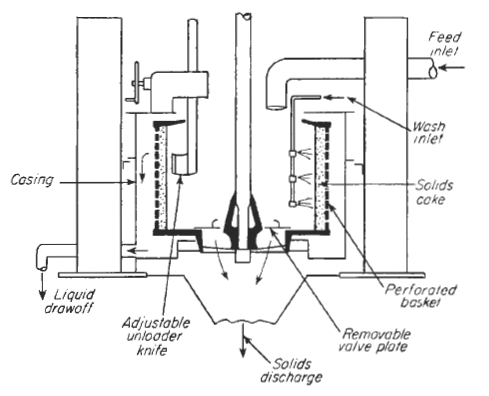 Feed
inlet
Wash
inlet
Casing
Solids
cake
Liquid
drawoff
Adjustable
unloader
knife
Perforated
basket
Removable
valve plate
Solids
discharge